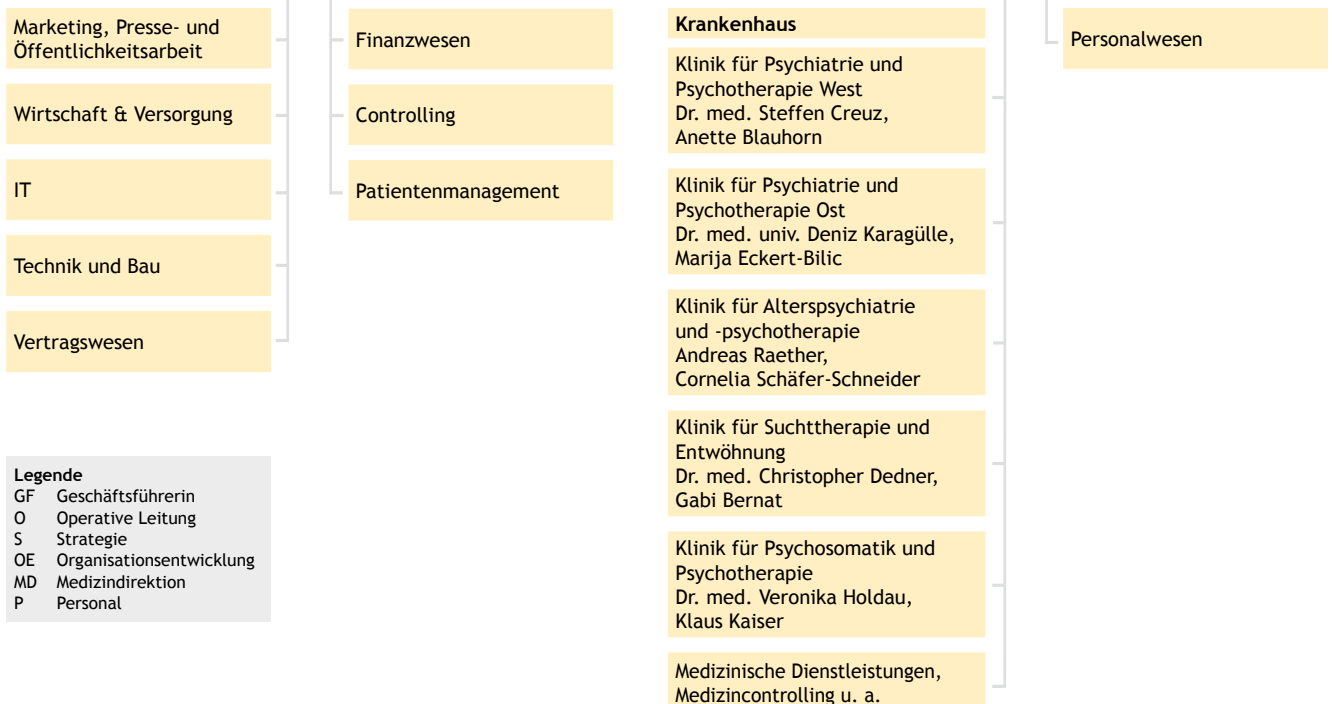 Marketing, Presse- und
Öffentlichkeitsarbeit
Wirtschaft & Versorgung
IT
Technik und Bau
Vertragswesen
Legende
GF Geschäftsführerin
O Operative Leitung
S Strategie
OE Organisationsentwicklung
MD Medizindirektion
P Personal
Finanzwesen
Controlling
Patientenmanagement
Krankenhaus
Klinik für Psychiatrie und
Psychotherapie West
Dr. med. Steffen Creuz,
Anette Blauhorn
Klinik für Psychiatrie und
Psychotherapie Ost
Dr. med. univ. Deniz Karagülle,
Marija Eckert-Bilic
Klinik für Alterspsychiatrie
und -psychotherapie
Andreas Raether,
Cornelia Schäfer-Schneider
Klinik für Suchttherapie und
Entwöhnung
Dr. med. Christopher Dedner,
Gabi Bernat
Klinik für Psychosomatik und
Psychotherapie
Dr. med. Veronika Holdau,
Klaus Kaiser
Medizinische Dienstleistungen,
Medizincontrolling u. a.
Personalwesen